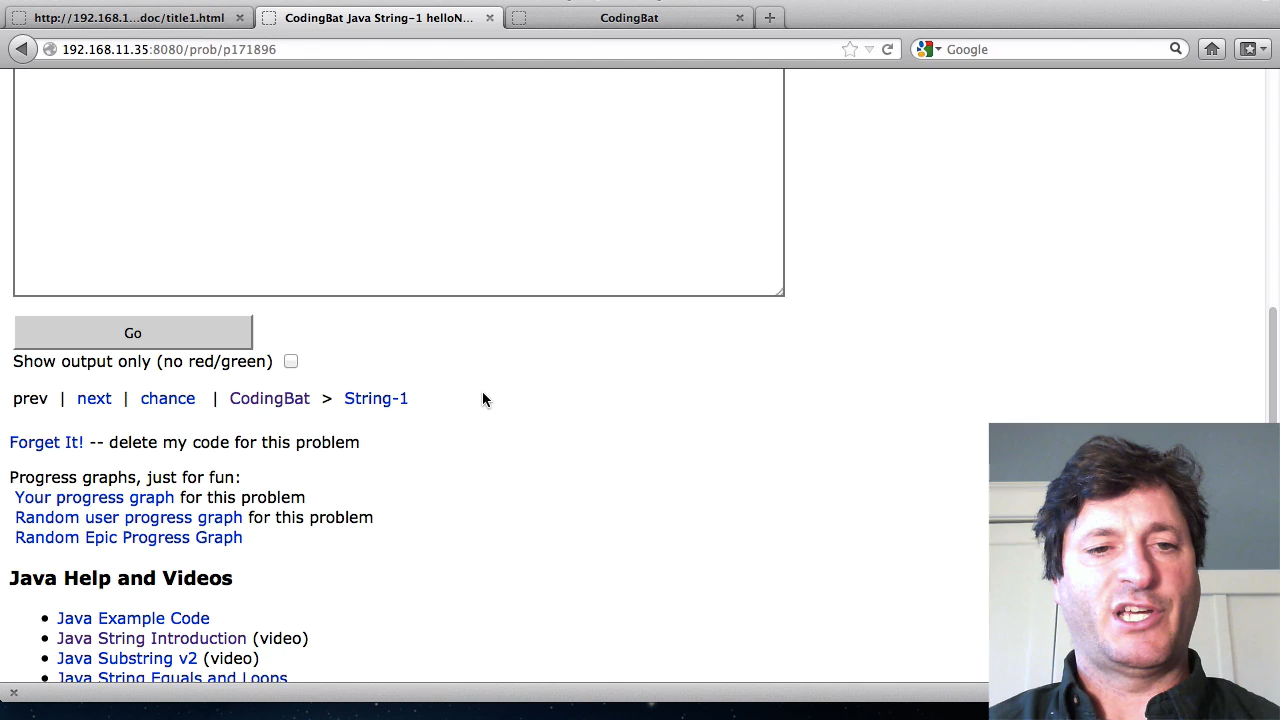 http://192.168.1...doc/title1.html
CodingBat Java String-1 helloN...
CodingBat
192.168.11.35:8080/prob/p171896
Google
Go
Show output only (no red/green)
prev | next | chance | CodingBat > String-1
Forget It! -- delete my code for this problem
Progress graphs, just for fun:
Your progress graph for this problem
Random user progress graph for this problem
Random Epic Progress Graph
Java Help and Videos
Java Example Code
Java String Introduction (video)
Java Substring v2 (video)
Java String Equals and Loops